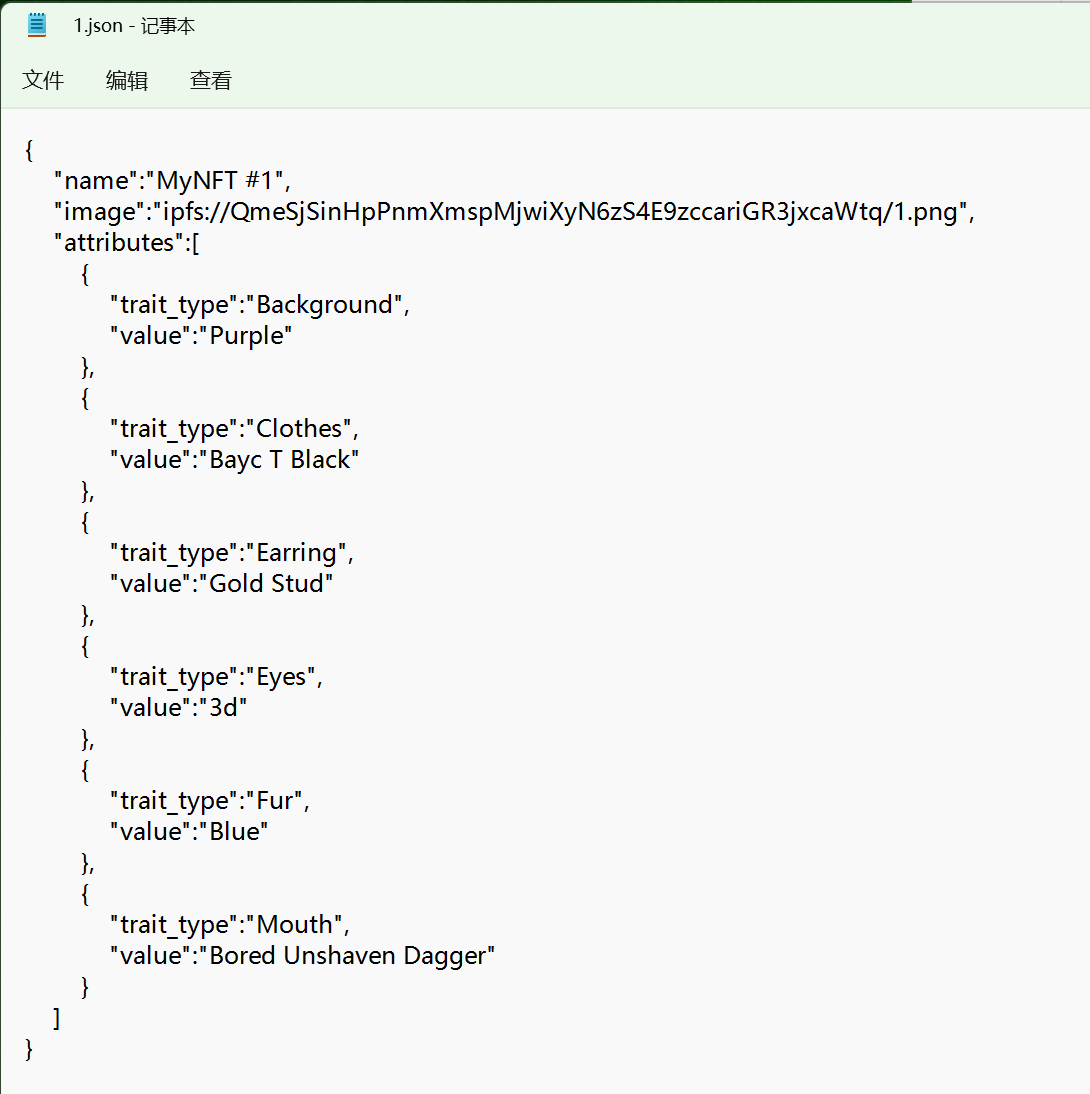 1.json - 记事本
文件 编辑 查看
{
"name":"MyNFT #1",
"image":"ipfs://QmeSjSinHpPnmXmspMjwiXyN6zS4E9zccariGR3jxcaWtq/1.png",
"attributes":[
{
"trait_type":"Background",
"value":"Purple"
},
{
"trait_type":"Clothes",
"value":"Bayc T Black"
},
{
"trait_type":"Earring",
"value":"Gold Stud"
},
{
"trait_type":"Eyes",
"value":"3d"
},
{
"trait_type":"Fur",
"value":"Blue"
},
{
"trait_type":"Mouth",
"value":"Bored Unshaven Dagger"
}
]
}